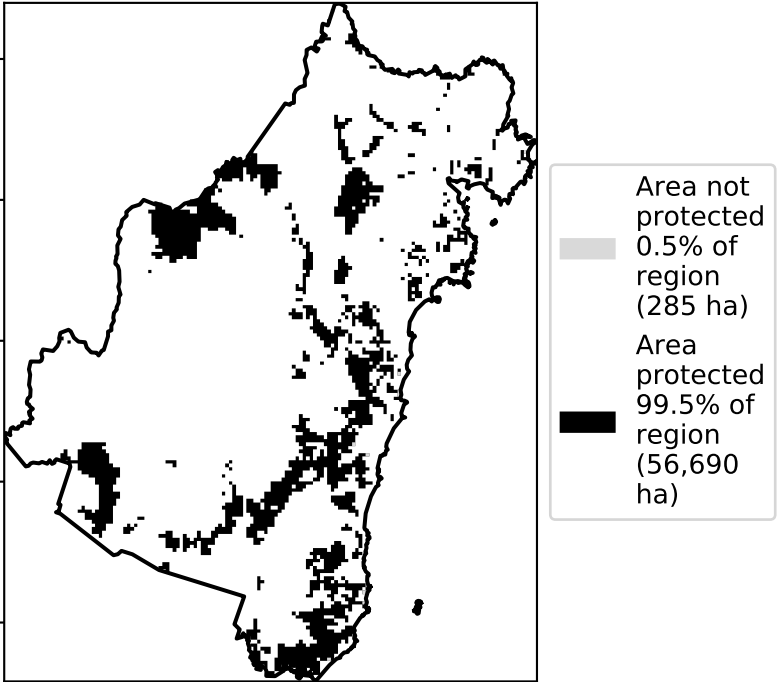 Area not
protected
0.5% of
region
(285 ha)
Area
protected
99.5% of
region
(56,690
ha)